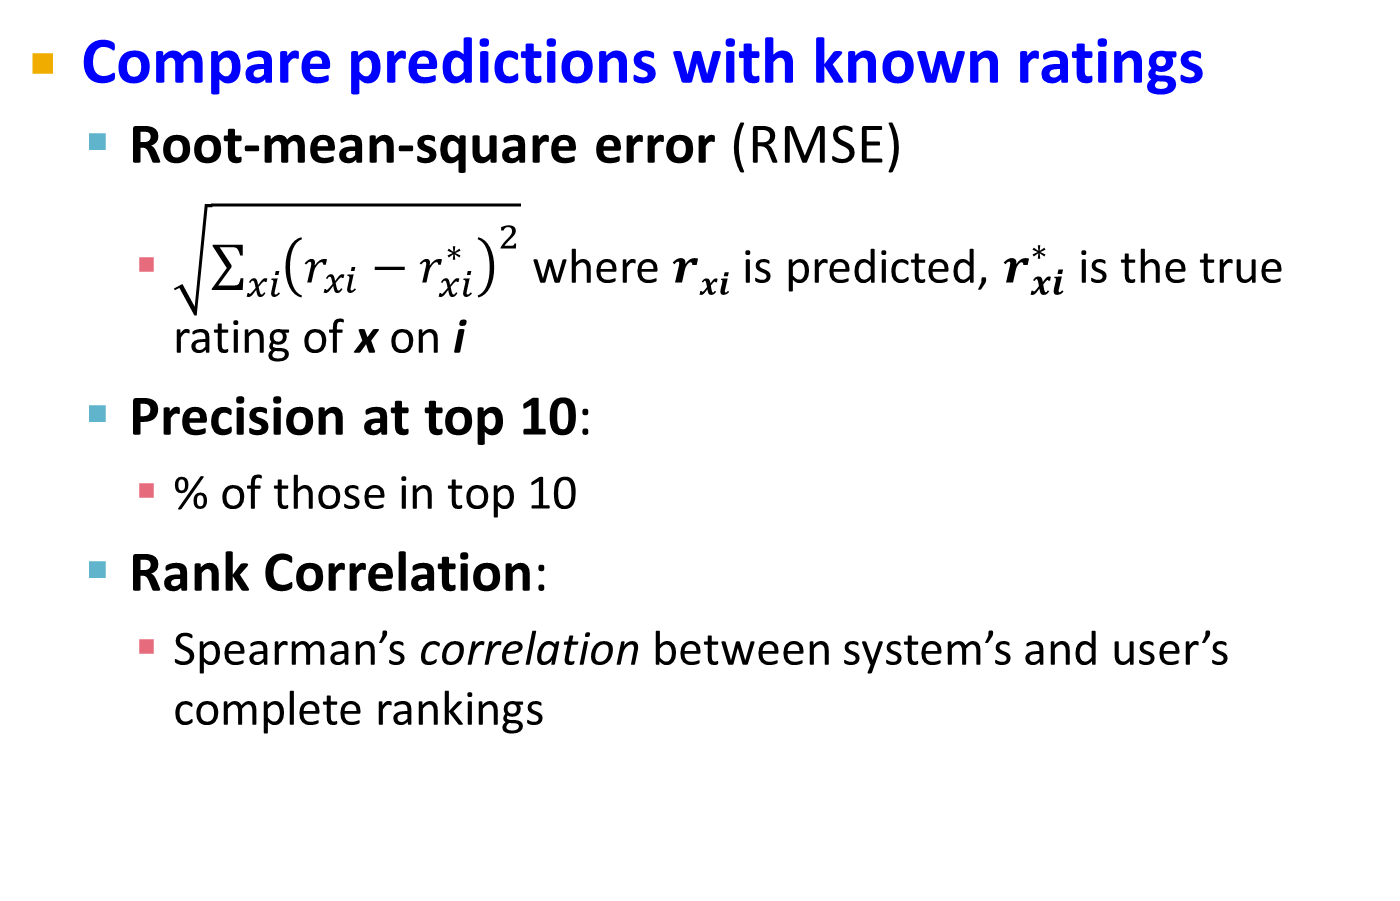 Compare predictions with known ratings
Root-mean-square error (RMSE)
√∑xi(rxi − r*xi)² where rxi is predicted, r*xi is the true
rating of x on i
Precision at top 10:
% of those in top 10
Rank Correlation:
Spearman’s correlation between system’s and user’s
complete rankings